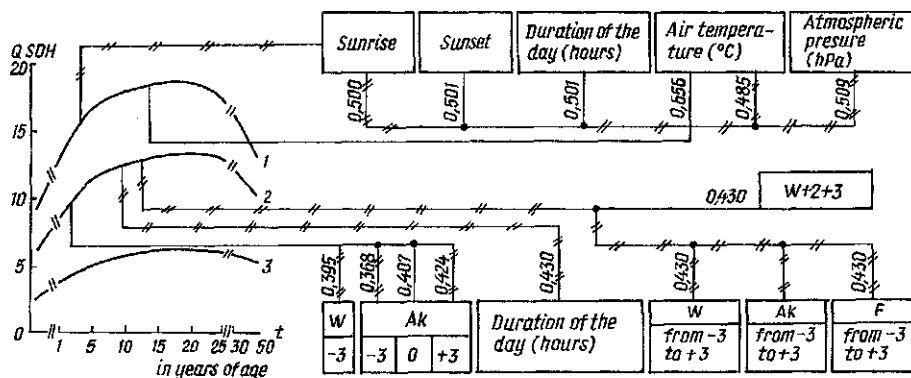 Q SDH
20
15
10
5
0
1 5 10 15 20 25 30 50 t
in years of age
1
2
3
Sunrise
Sunset
Duration of the
day (hours)
Air tempera-
ture (°C)
Atmospheric
presure (hPa)
0,500
0,501
0,501
0,656
0,485
0,509
0,430
W+2+3
0,395
0,368
0,407
0,424
0,430
0,430
0,430
W
-3
Ak
-3 0 +3
Duration of the
day (hours)
W
from -3
to +3
Ak
from -3
to +3
F
from -3
to +3